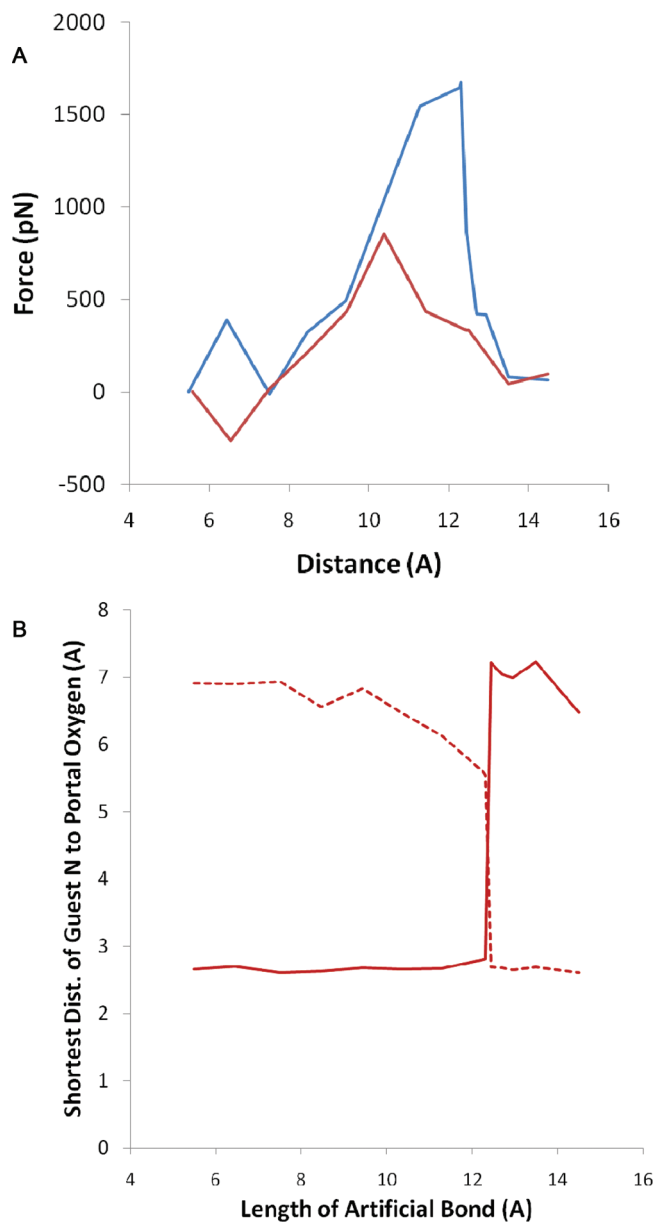 A
2000
1500
1000
500
0
-500
Force (pN)
4 6 8 10 12 14 16
Distance (A)
B
8
7
6
5
4
3
2
1
0
Shortest Dist. of Guest N to Portal Oxygen (A)
4 6 8 10 12 14 16
Length of Artificial Bond (A)